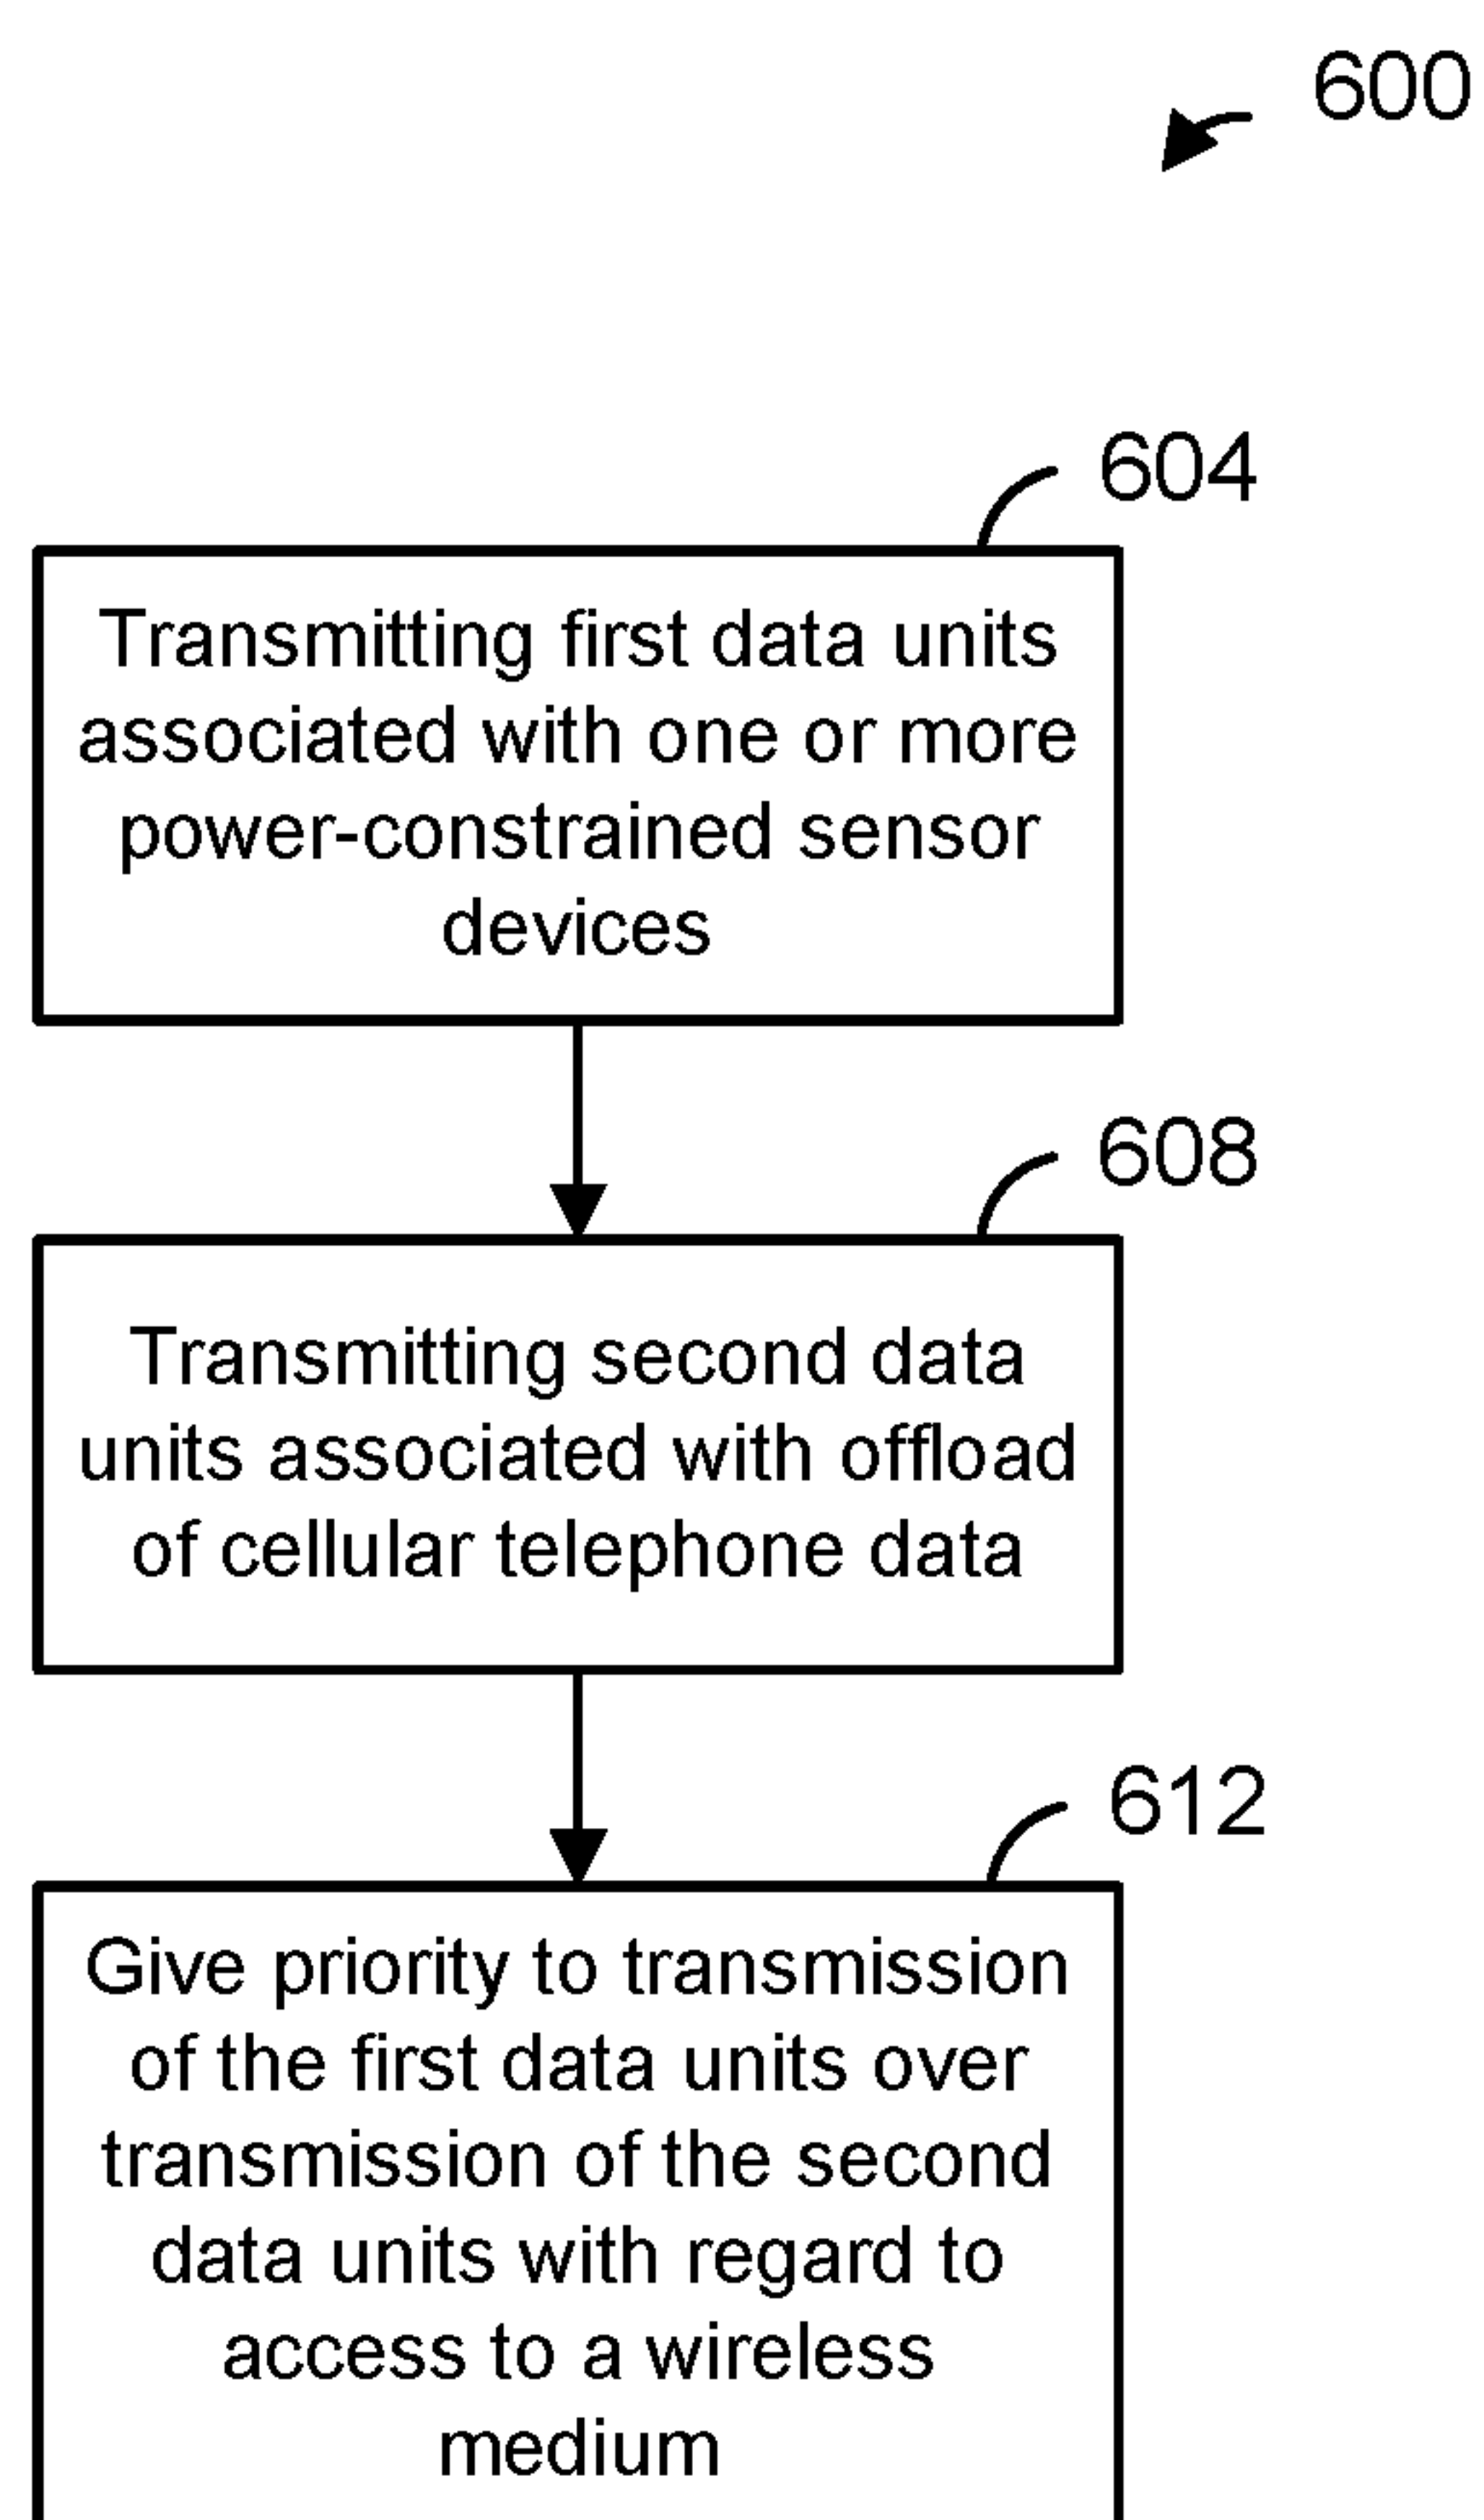 600
604
Transmitting first data units
associated with one or more
power-constrained sensor
devices
608
Transmitting second data
units associated with offload
of cellular telephone data
612
Give priority to transmission
of the first data units over
transmission of the second
data units with regard to
access to a wireless
medium